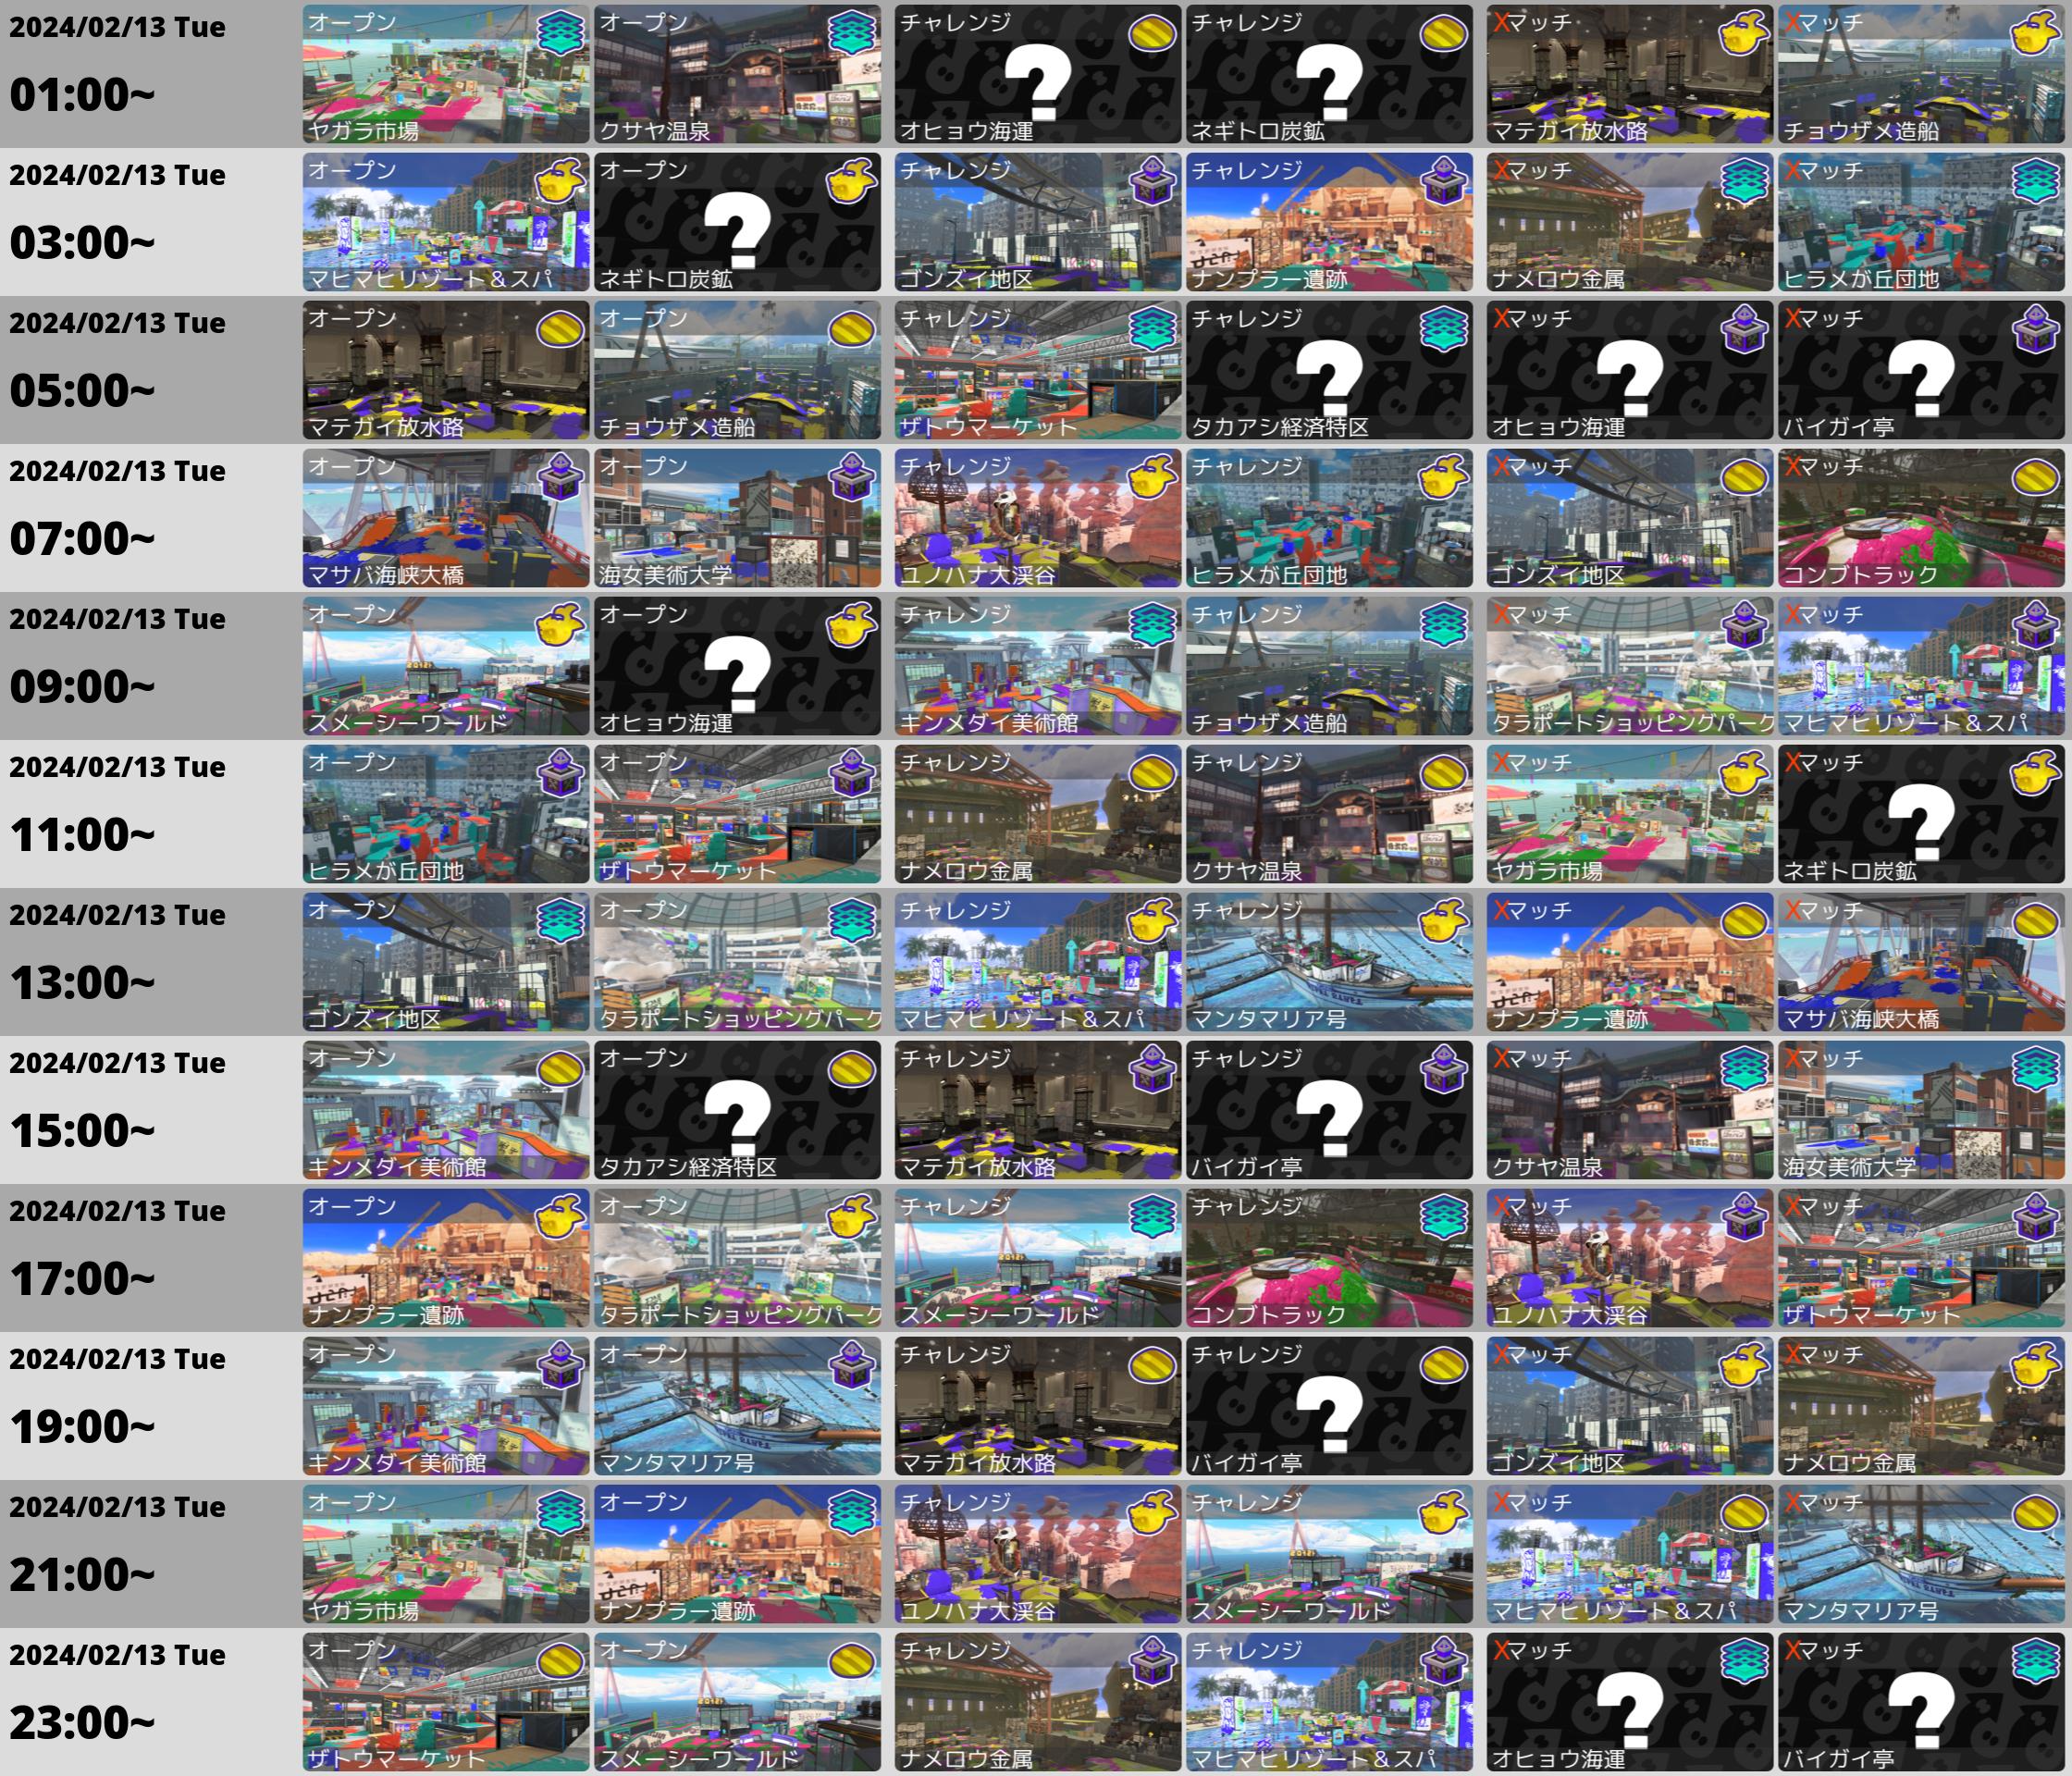 2024/02/13 Tue
01:00~
オープン
ヤガラ市場
オープン
クサヤ温泉
チャレンジ
?
オヒョウ海運
チャレンジ
?
ネギトロ炭鉱
Xマッチ
マテガイ放水路
Xマッチ
チョウザメ造船
2024/02/13 Tue
03:00~
オープン
マヒマヒリゾート&スパ
オープン
?
ネギトロ炭鉱
チャレンジ
ゴンズイ地区
チャレンジ
ナンプラー遺跡
Xマッチ
ナメロウ金属
Xマッチ
ヒラメが丘団地
2024/02/13 Tue
05:00~
オープン
マテガイ放水路
オープン
チョウザメ造船
チャレンジ
ザトウマーケット
チャレンジ
?
タカアシ経済特区
Xマッチ
?
オヒョウ海運
Xマッチ
?
バイガイ亭
2024/02/13 Tue
07:00~
オープン
マサバ海峡大橋
オープン
海女美術大学
チャレンジ
ユノハナ大渓谷
チャレンジ
ヒラメが丘団地
Xマッチ
ゴンズイ地区
Xマッチ
コンブトラック
2024/02/13 Tue
09:00~
オープン
スメーシーワールド
オープン
?
オヒョウ海運
チャレンジ
キンメダイ美術館
チャレンジ
チョウザメ造船
Xマッチ
タラポートショッピングパーク
Xマッチ
マヒマヒリゾート&スパ
2024/02/13 Tue
11:00~
オープン
ヒラメが丘団地
オープン
ザトウマーケット
チャレンジ
ナメロウ金属
チャレンジ
クサヤ温泉
Xマッチ
ヤガラ市場
Xマッチ
?
ネギトロ炭鉱
2024/02/13 Tue
13:00~
オープン
ゴンズイ地区
オープン
タラポートショッピングパーク
チャレンジ
マヒマヒリゾート&スパ
チャレンジ
マンタマリア号
Xマッチ
ナンプラー遺跡
Xマッチ
マサバ海峡大橋
2024/02/13 Tue
15:00~
オープン
キンメダイ美術館
オープン
?
タカアシ経済特区
チャレンジ
マテガイ放水路
チャレンジ
?
バイガイ亭
Xマッチ
クサヤ温泉
Xマッチ
海女美術大学
2024/02/13 Tue
17:00~
オープン
ナンプラー遺跡
オープン
タラポートショッピングパーク
チャレンジ
スメーシーワールド
チャレンジ
コンブトラック
Xマッチ
ユノハナ大渓谷
Xマッチ
ザトウマーケット
2024/02/13 Tue
19:00~
オープン
キンメダイ美術館
オープン
マンタマリア号
チャレンジ
マテガイ放水路
チャレンジ
?
バイガイ亭
Xマッチ
ゴンズイ地区
Xマッチ
ナメロウ金属
2024/02/13 Tue
21:00~
オープン
ヤガラ市場
オープン
ナンプラー遺跡
チャレンジ
ユノハナ大渓谷
チャレンジ
スメーシーワールド
Xマッチ
マヒマヒリゾート&スパ
Xマッチ
マンタマリア号
2024/02/13 Tue
23:00~
オープン
ザトウマーケット
オープン
スメーシーワールド
チャレンジ
ナメロウ金属
チャレンジ
マヒマヒリゾート&スパ
Xマッチ
?
オヒョウ海運
Xマッチ
?
バイガイ亭